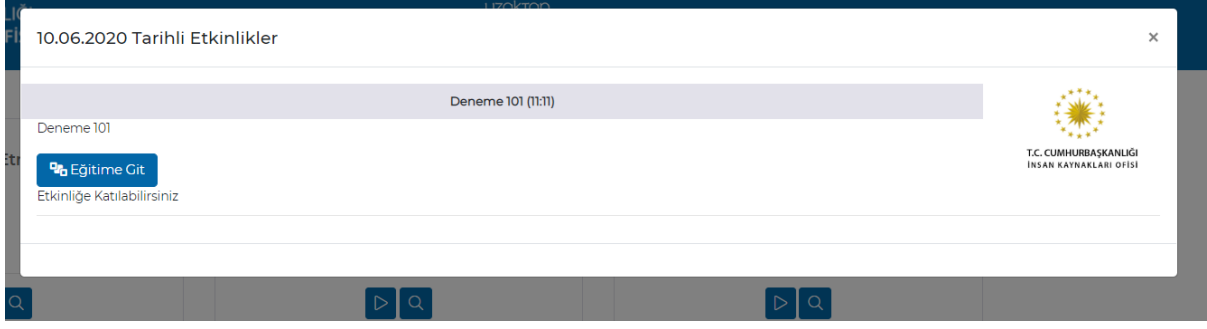 10.06.2020 Tarihli Etkinlikler
×
Deneme 101 (11:11)
Deneme 101
Eğitime Git
Etkinliğe Katılabilirsiniz
T.C. CUMHURBAŞKANLIĞI
İNSAN KAYNAKLARI OFİSİ